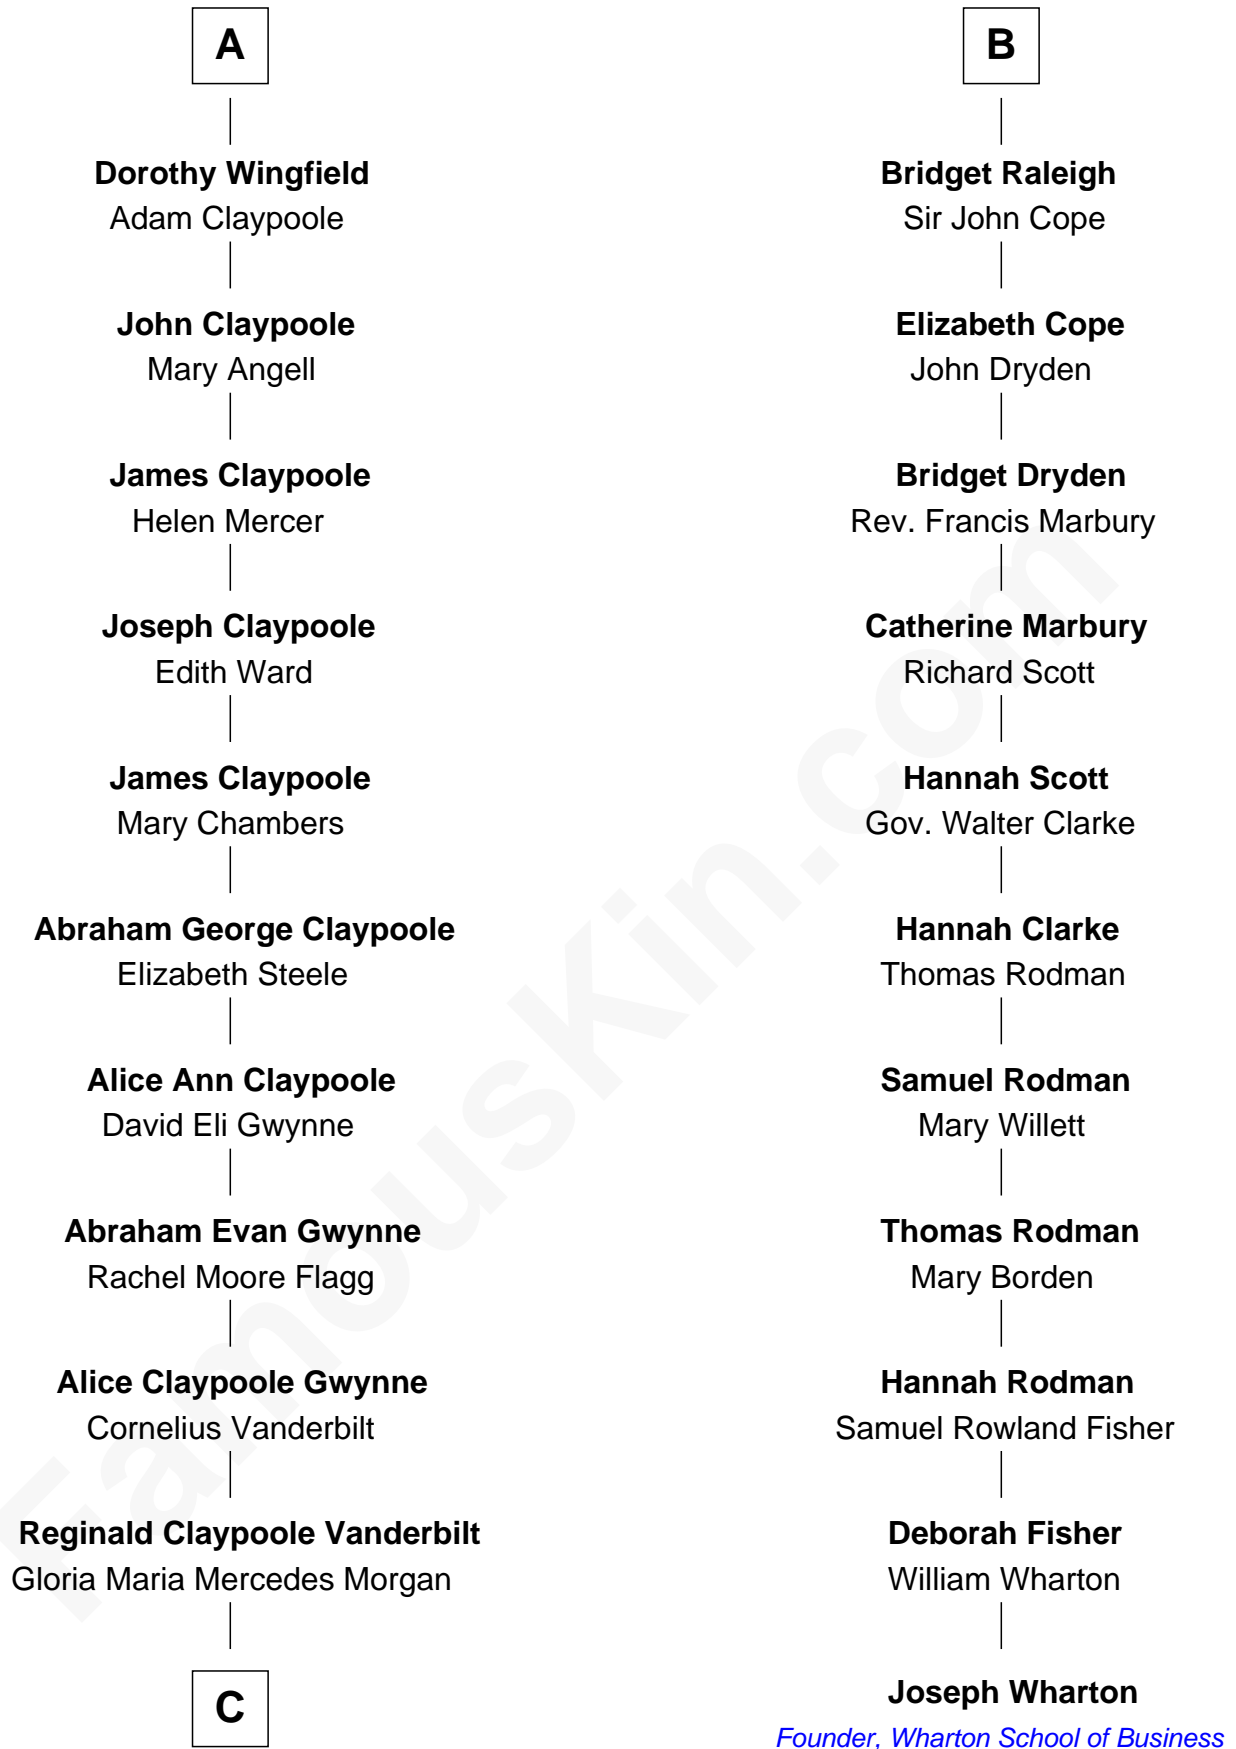 A
Dorothy Wingfield
Adam Claypoole
John Claypoole
Mary Angell
James Claypoole
Helen Mercer
Joseph Claypoole
Edith Ward
James Claypoole
Mary Chambers
Abraham George Claypoole
Elizabeth Steele
Alice Ann Claypoole
David Eli Gwynne
Abraham Evan Gwynne
Rachel Moore Flagg
Alice Claypoole Gwynne
Cornelius Vanderbilt
Reginald Claypoole Vanderbilt
Gloria Maria Mercedes Morgan
C
B
Bridget Raleigh
Sir John Cope
Elizabeth Cope
John Dryden
Bridget Dryden
Rev. Francis Marbury
Catherine Marbury
Richard Scott
Hannah Scott
Gov. Walter Clarke
Hannah Clarke
Thomas Rodman
Samuel Rodman
Mary Willett
Thomas Rodman
Mary Borden
Hannah Rodman
Samuel Rowland Fisher
Deborah Fisher
William Wharton
Joseph Wharton
Founder, Wharton School of Business
FamousKin.com